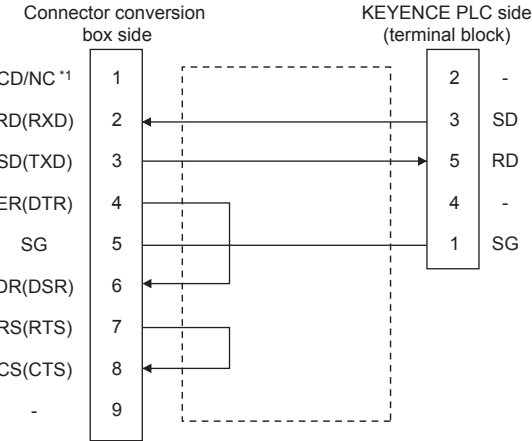 Connector conversion box side
KEYENCE PLC side (terminal block)
CD/NC *1 1 2 -
RD(RXD) 2 3 SD
SD(TXD) 3 5 RD
ER(DTR) 4 4 -
SG 5 1 SG
DR(DSR) 6
RS(RTS) 7
CS(CTS) 8
- 9